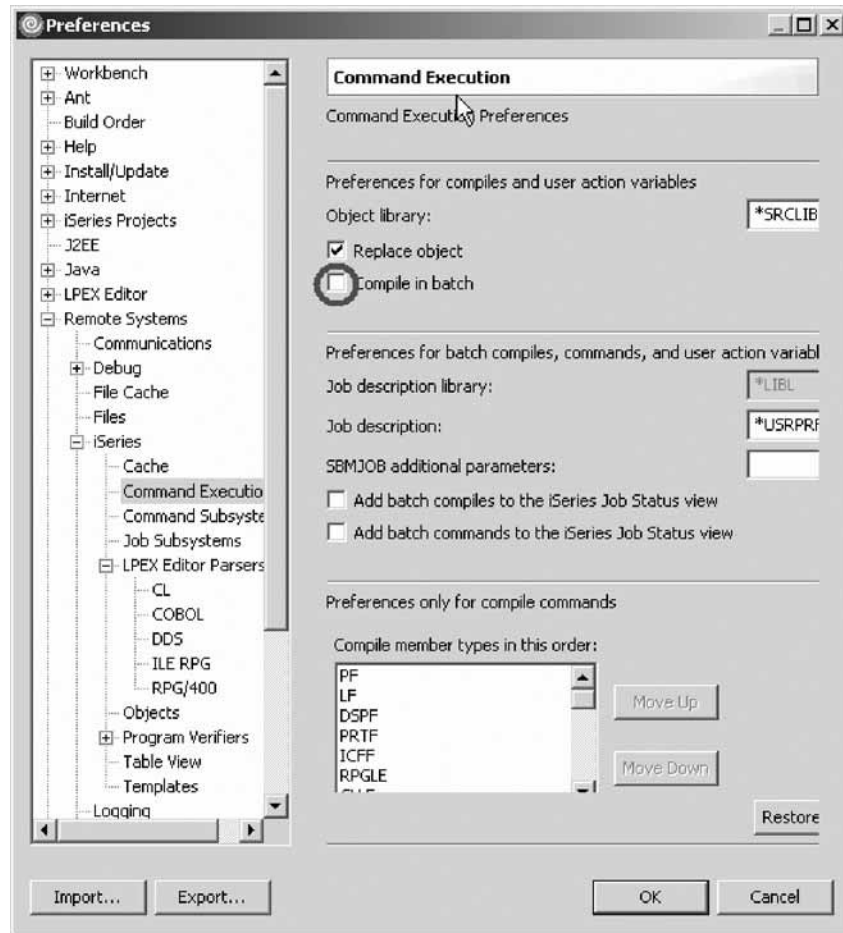 Preferences
Workbench
Ant
Build Order
Help
Install/Update
Internet
iSeries Projects
J2EE
Java
LPEX Editor
Remote Systems
Communications
Debug
File Cache
Files
iSeries
Cache
Command Executio
Command Subsyste
Job Subsystems
LPEX Editor Parsers
CL
COBOL
DDS
ILE RPG
RPG/400
Objects
Program Verifiers
Table View
Templates
Logging
Command Execution
Command Execution Preferences
Preferences for compiles and user action variables
Object library: *SRCLIB
Replace object
Compile in batch
Preferences for batch compiles, commands, and user action variabl
Job description library: *LIBL
Job description: *USRPRF
SBMJOB additional parameters:
Add batch compiles to the iSeries Job Status view
Add batch commands to the iSeries Job Status view
Preferences only for compile commands
Compile member types in this order:
PF
LF
DSPF
PRTF
ICFF
RPGLE
Move Up
Move Down
Restore
Import... Export... OK Cancel